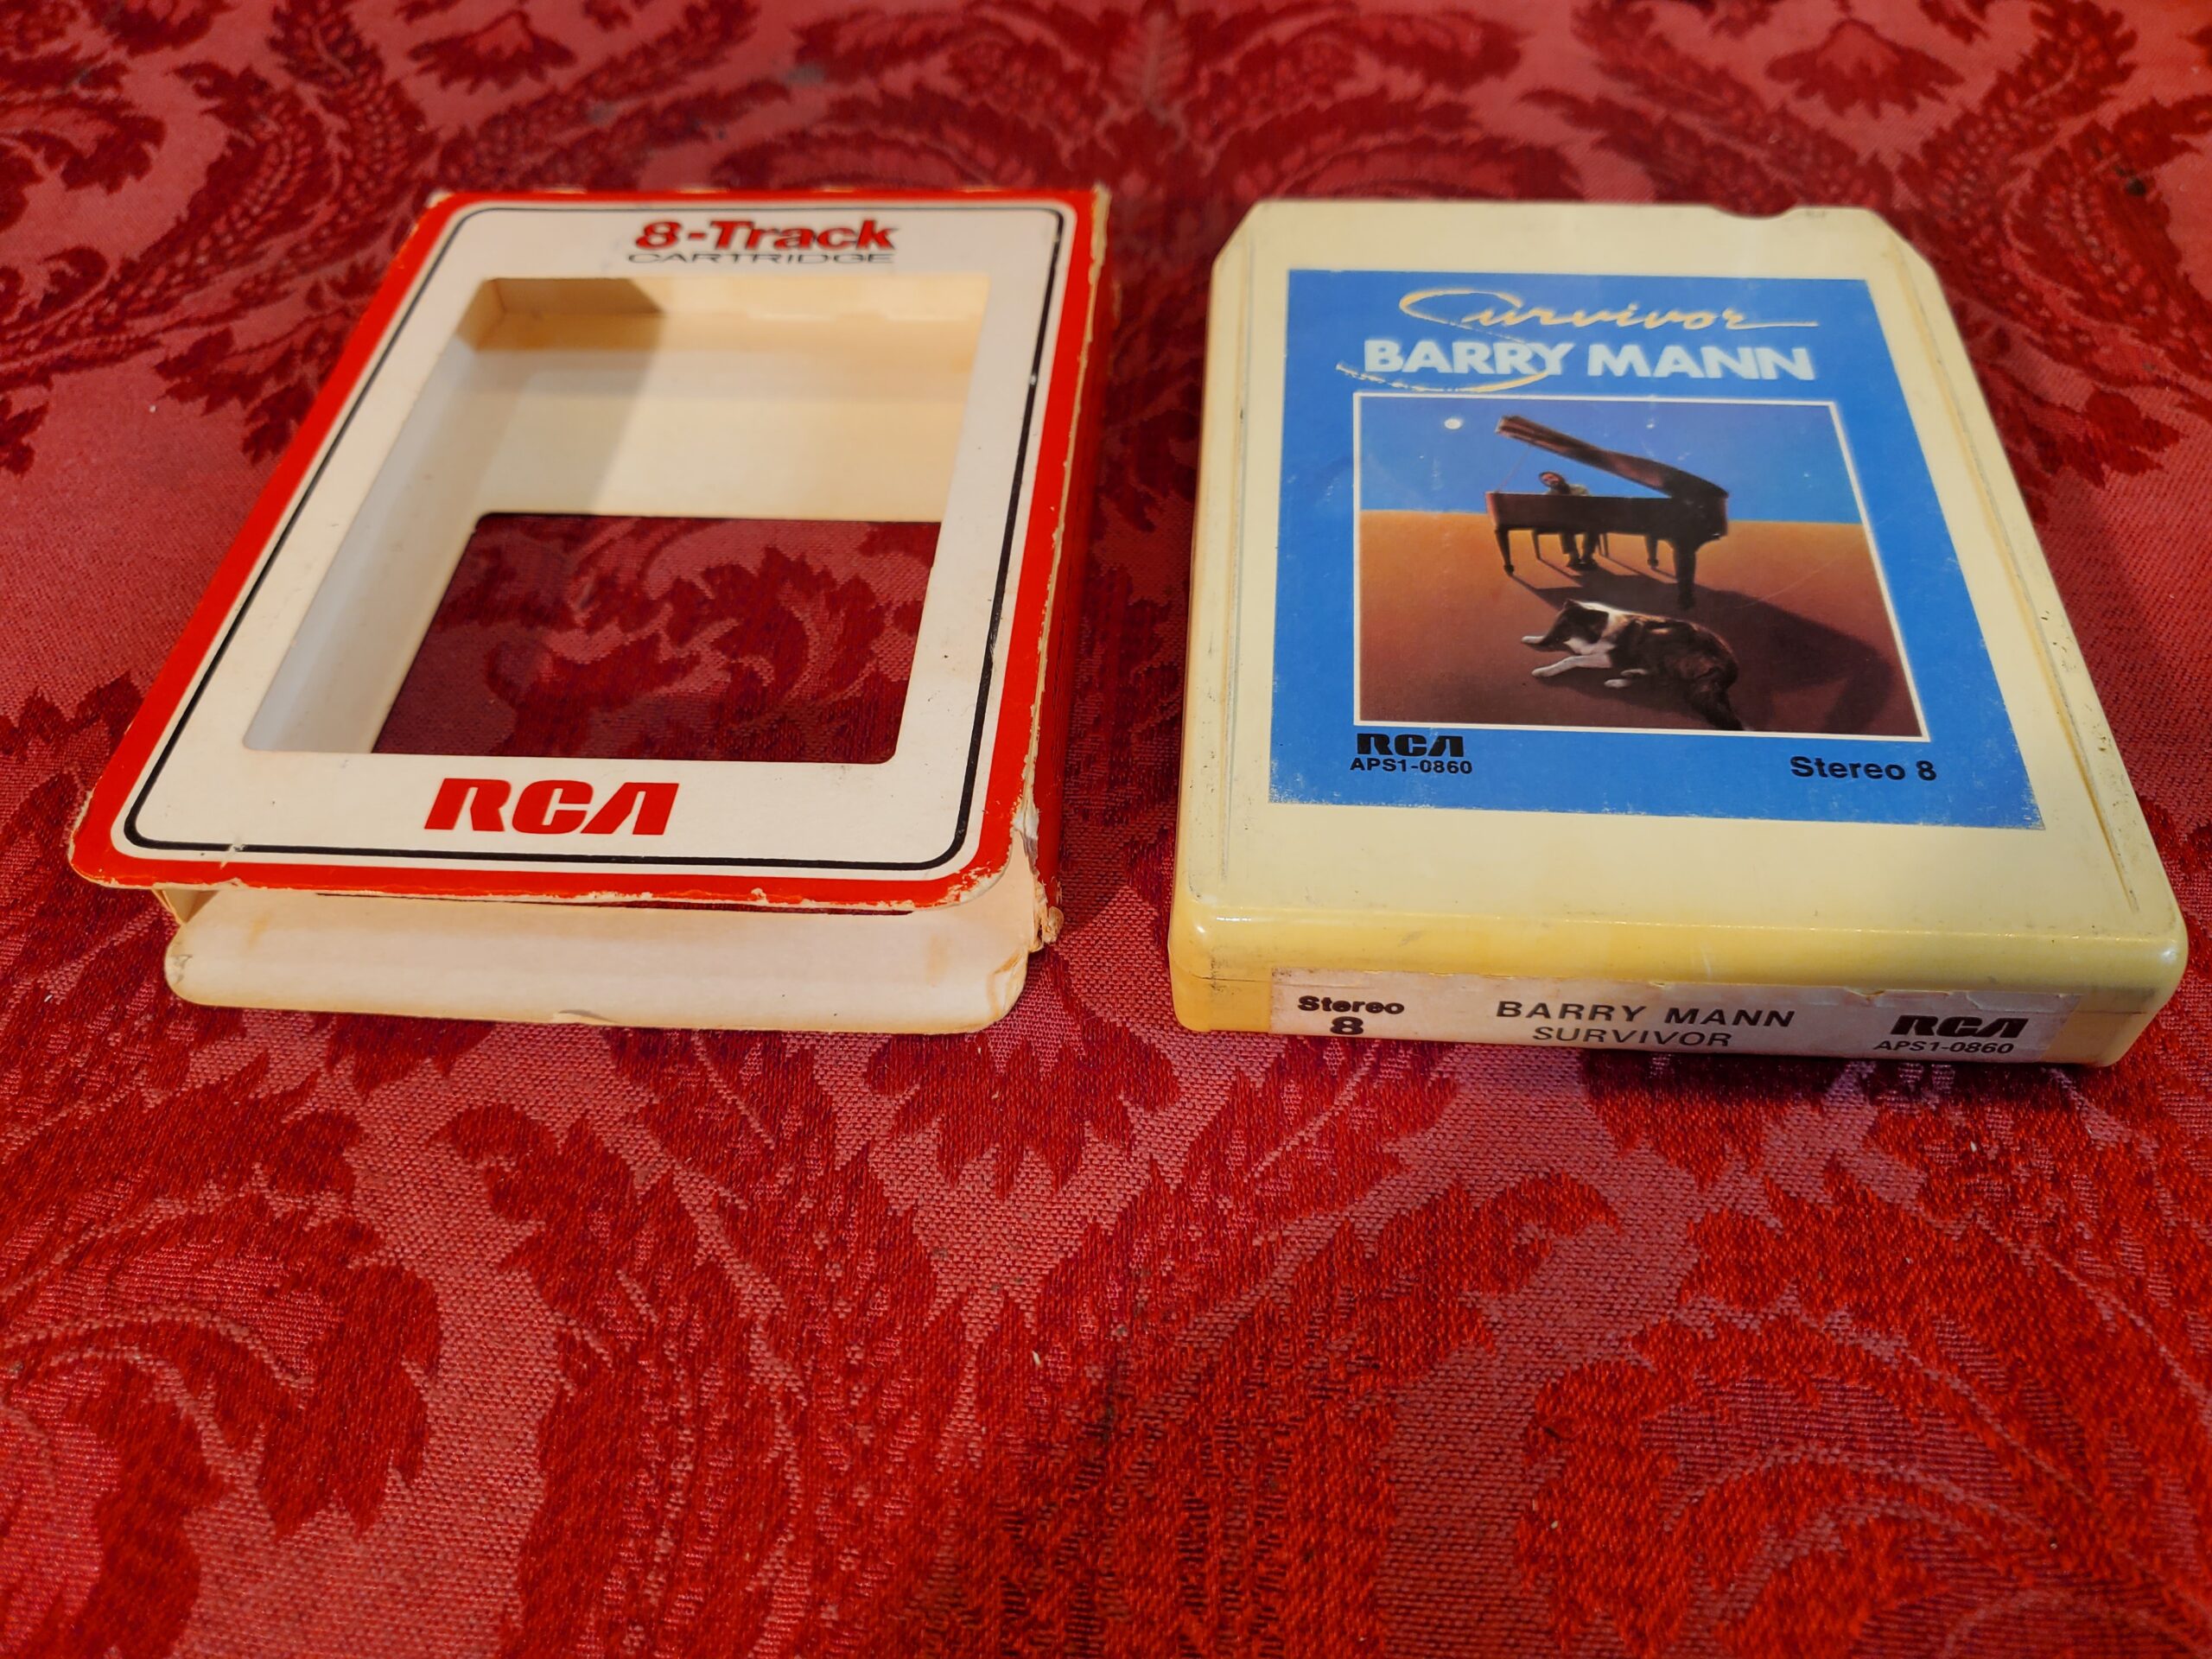 8-Track
CARTRIDGE
RCA
Survivor
BARRY MANN
RCA
APS1-0860
Stereo 8
Stereo
8
BARRY MANN
SURVIVOR
RCA
APS1-0860